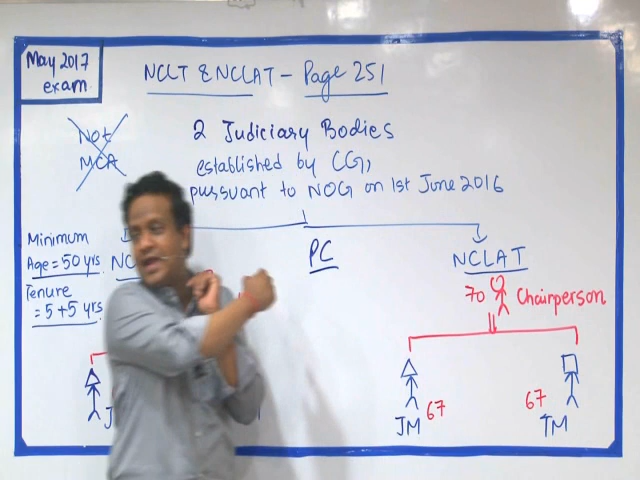 May 2017
exam
NCLT & NCLAT - Page 251
Not
MCA
2 Judiciary Bodies
established by CG,
pursuant to NOG on 1st June 2016
Minimum
Age = 50 yrs.
Tenure
= 5+5 yrs.
NC
PC
NCLAT
70 Chairperson
J
JM 67
67 TM